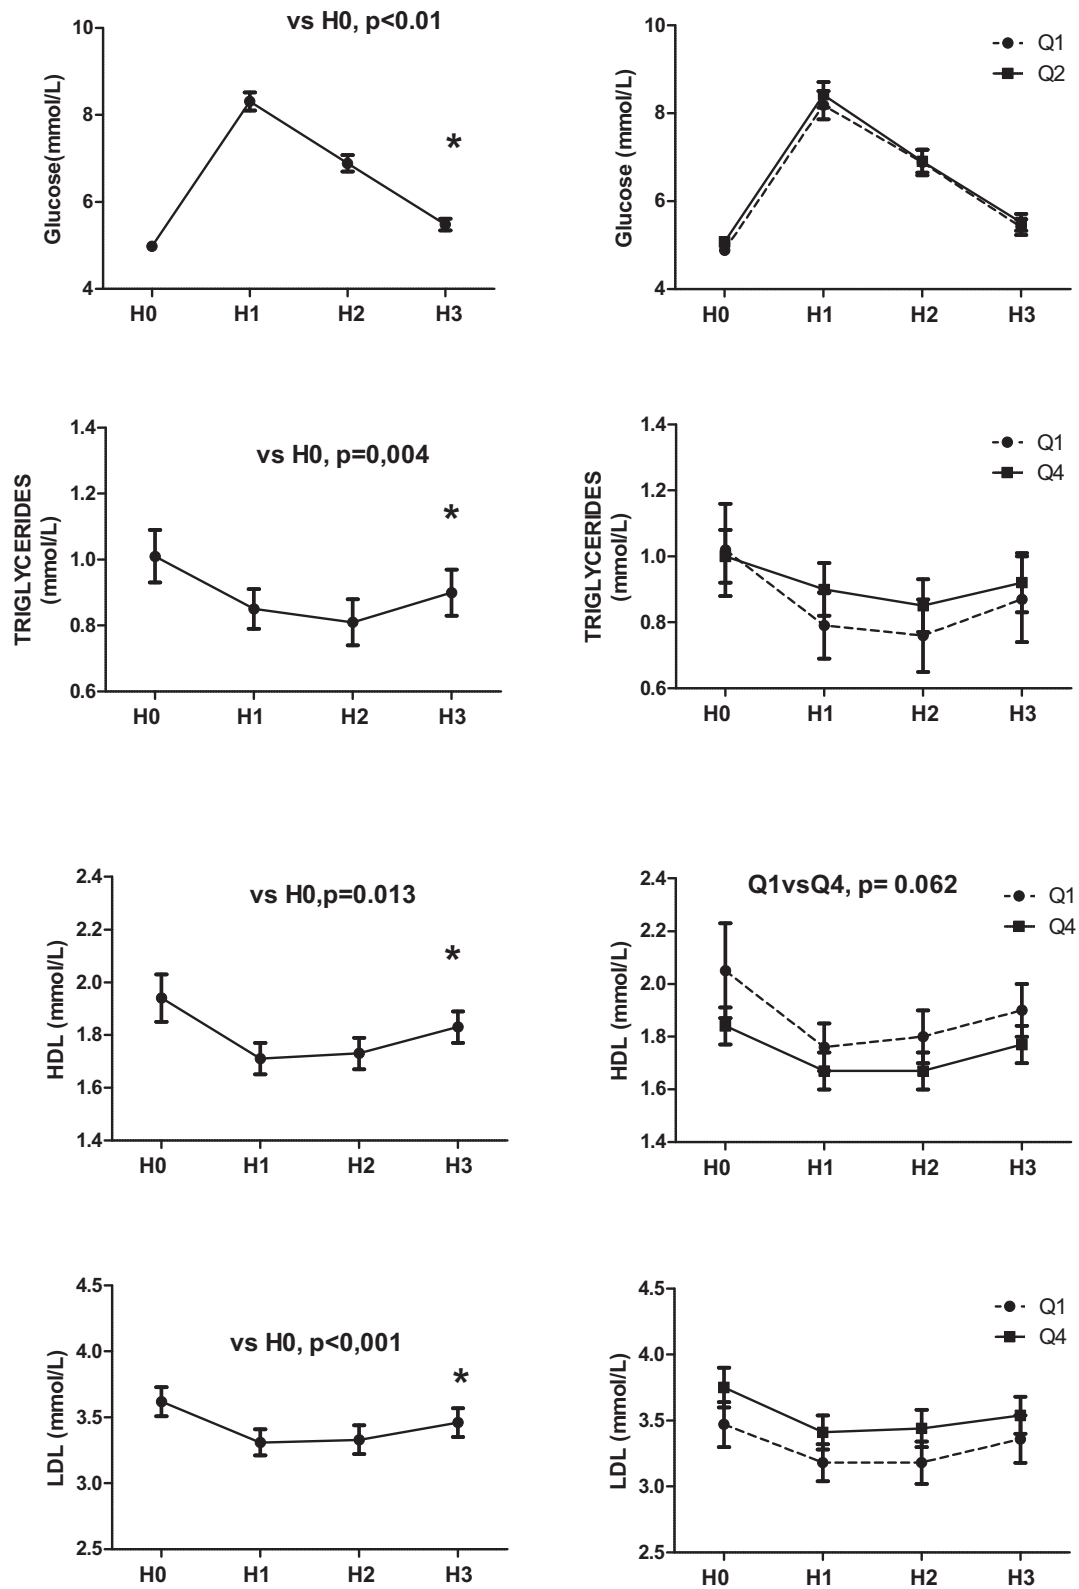 vs H0, p<0.01
10
8
6
4
Glucose(mmol/L)
*
H0 H1 H2 H3
10
8
6
4
Glucose (mmol/L)
Q1
Q2
H0 H1 H2 H3
1.4
1.2
1.0
0.8
0.6
TRIGLYCERIDES
(mmol/L)
vs H0, p=0,004
*
H0 H1 H2 H3
1.4
1.2
1.0
0.8
0.6
TRIGLYCERIDES
(mmol/L)
Q1
Q4
H0 H1 H2 H3
2.4
2.2
2.0
1.8
1.6
1.4
HDL (mmol/L)
vs H0,p=0.013
*
H0 H1 H2 H3
2.4
2.2
2.0
1.8
1.6
1.4
HDL (mmol/L)
Q1vsQ4, p= 0.062
Q1
Q4
H0 H1 H2 H3
4.5
4.0
3.5
3.0
2.5
LDL (mmol/L)
vs H0, p<0,001
*
H0 H1 H2 H3
4.5
4.0
3.5
3.0
2.5
LDL (mmol/L)
Q1
Q4
H0 H1 H2 H3